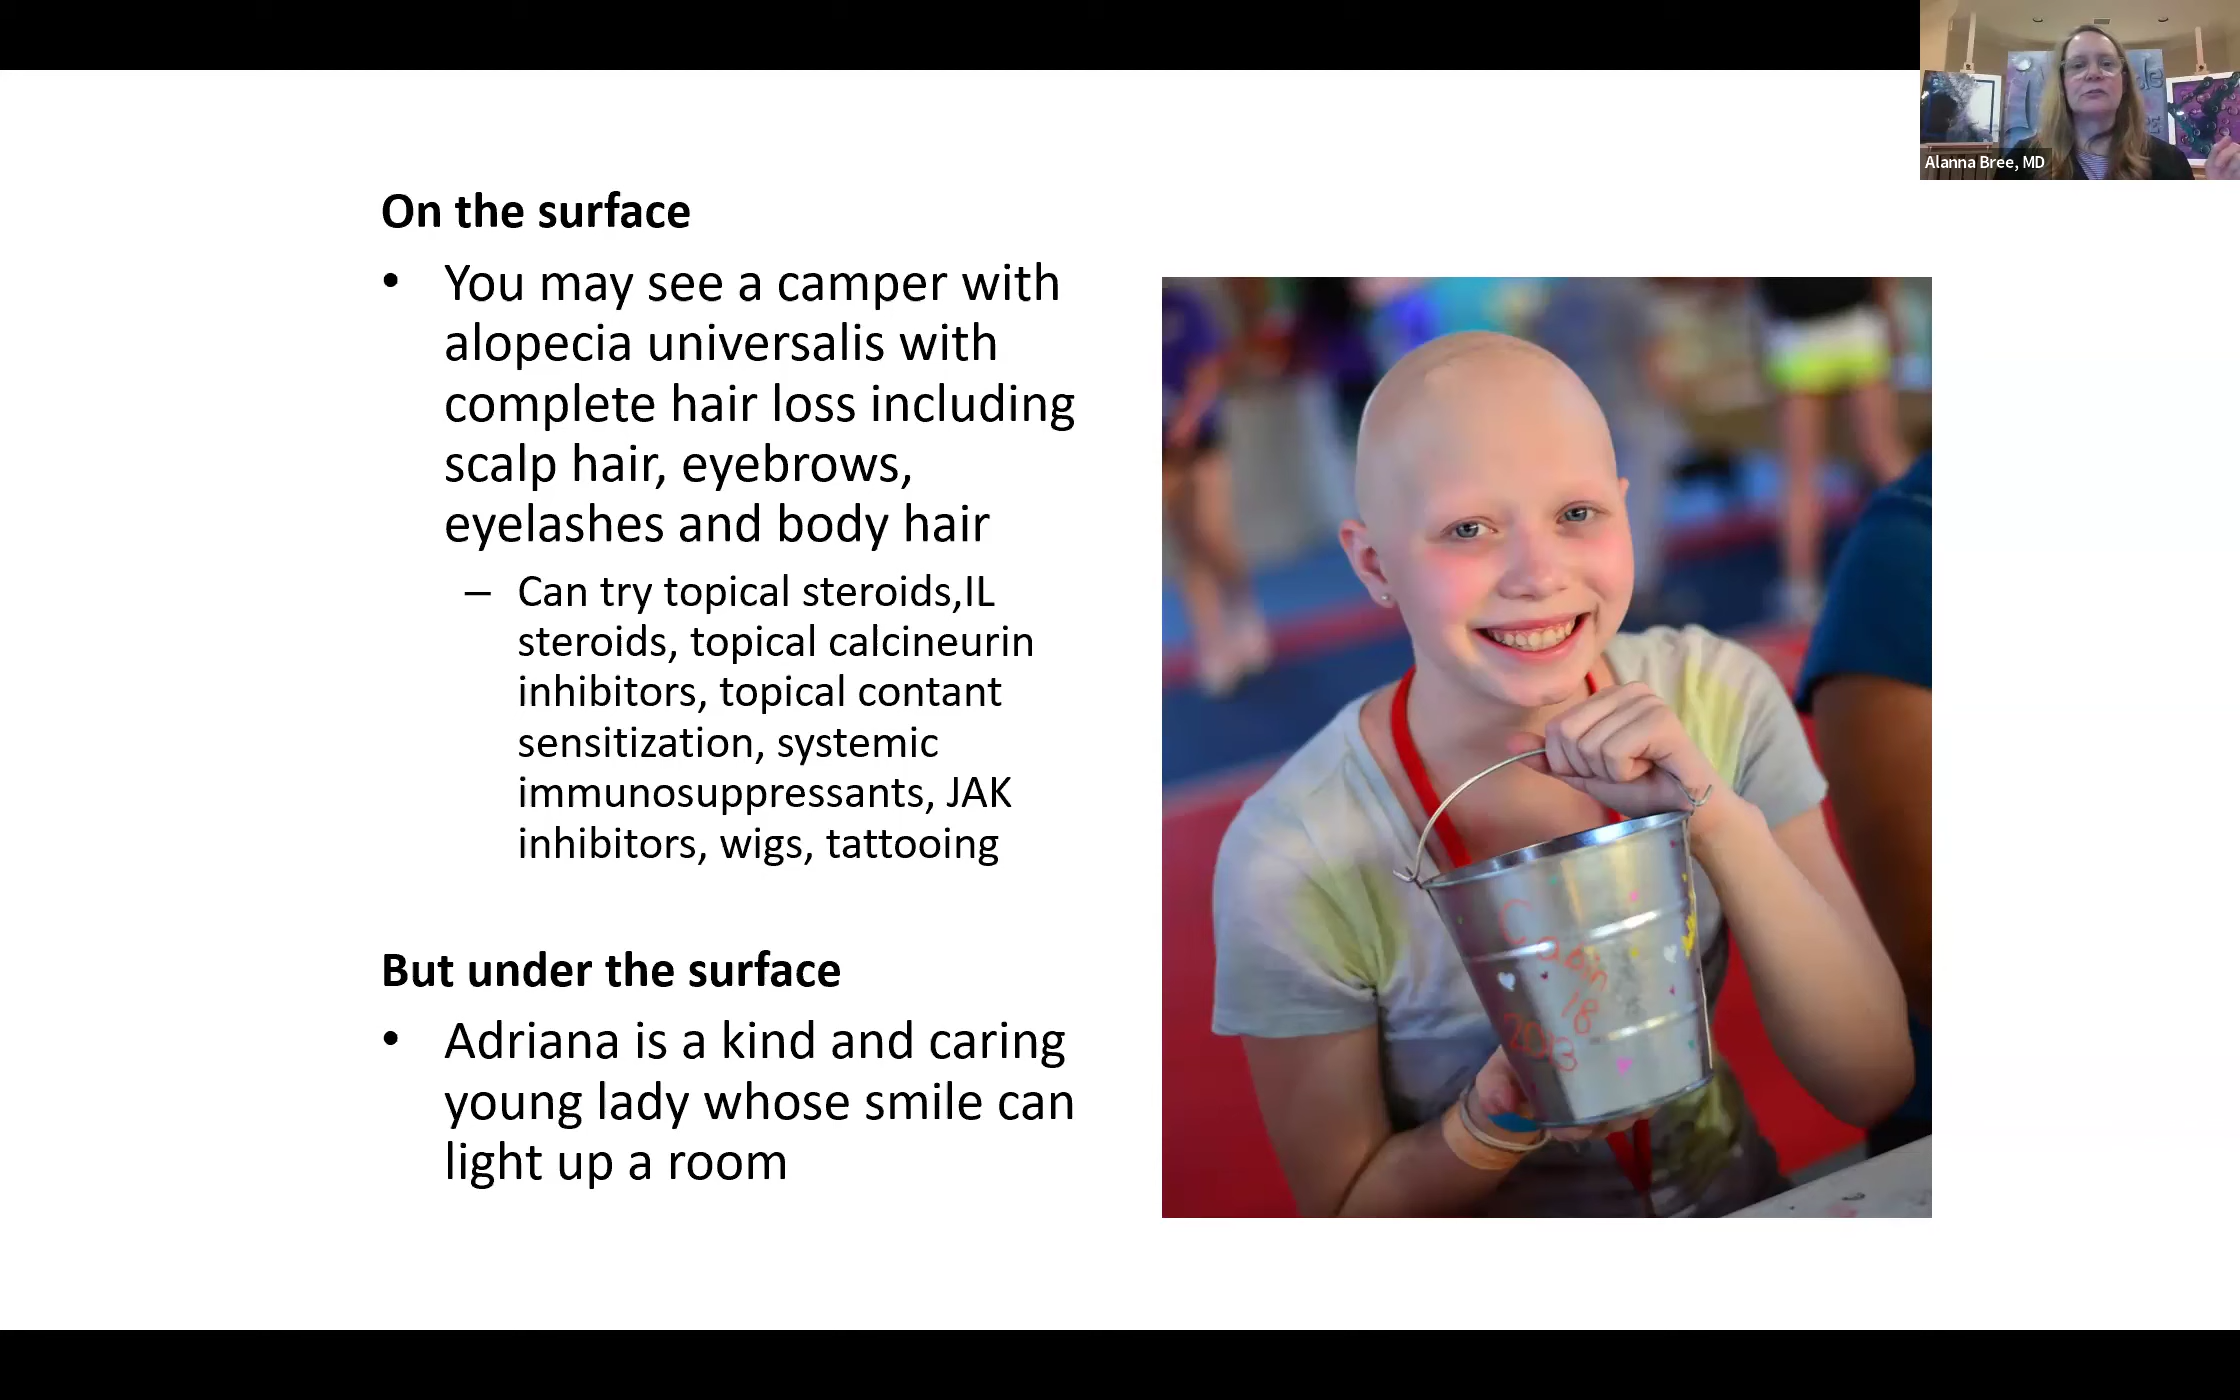 Alanna Bree, MD
On the surface
• You may see a camper with
alopecia universalis with
complete hair loss including
scalp hair, eyebrows,
eyelashes and body hair
– Can try topical steroids,IL
steroids, topical calcineurin
inhibitors, topical contant
sensitization, systemic
immunosuppressants, JAK
inhibitors, wigs, tattooing
But under the surface
• Adriana is a kind and caring
young lady whose smile can
light up a room
Cabin
18
2013